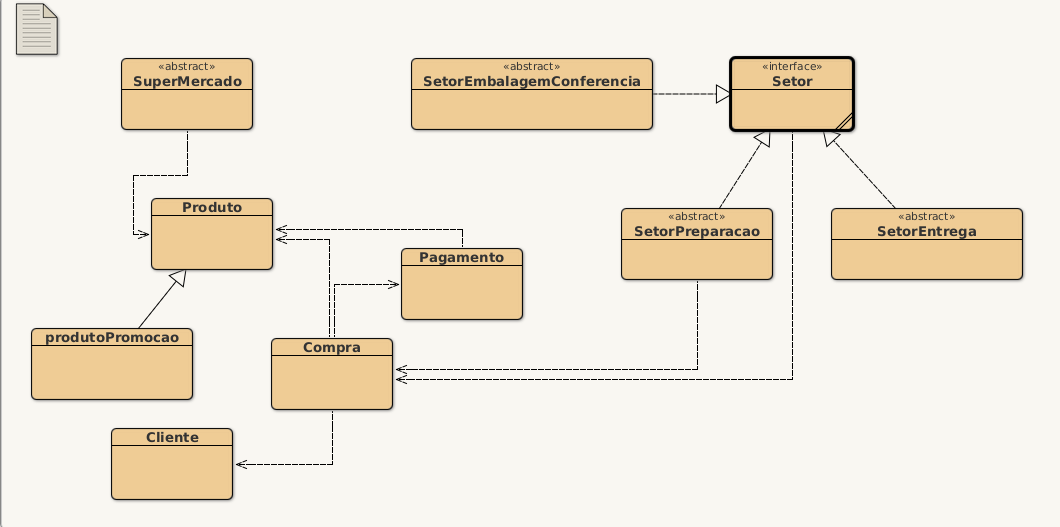 «abstract»
SuperMercado
«abstract»
SetorEmbalagemConferencia
«interface»
Setor
Produto
«abstract»
SetorPreparacao
«abstract»
SetorEntrega
Pagamento
produtoPromocao
Compra
Cliente